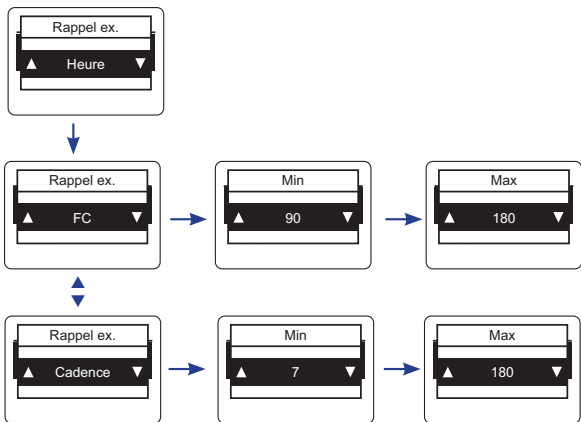 Rappel ex.
Heure
Rappel ex.
FC
Min
90
Max
180
Rappel ex.
Cadence
Min
7
Max
180